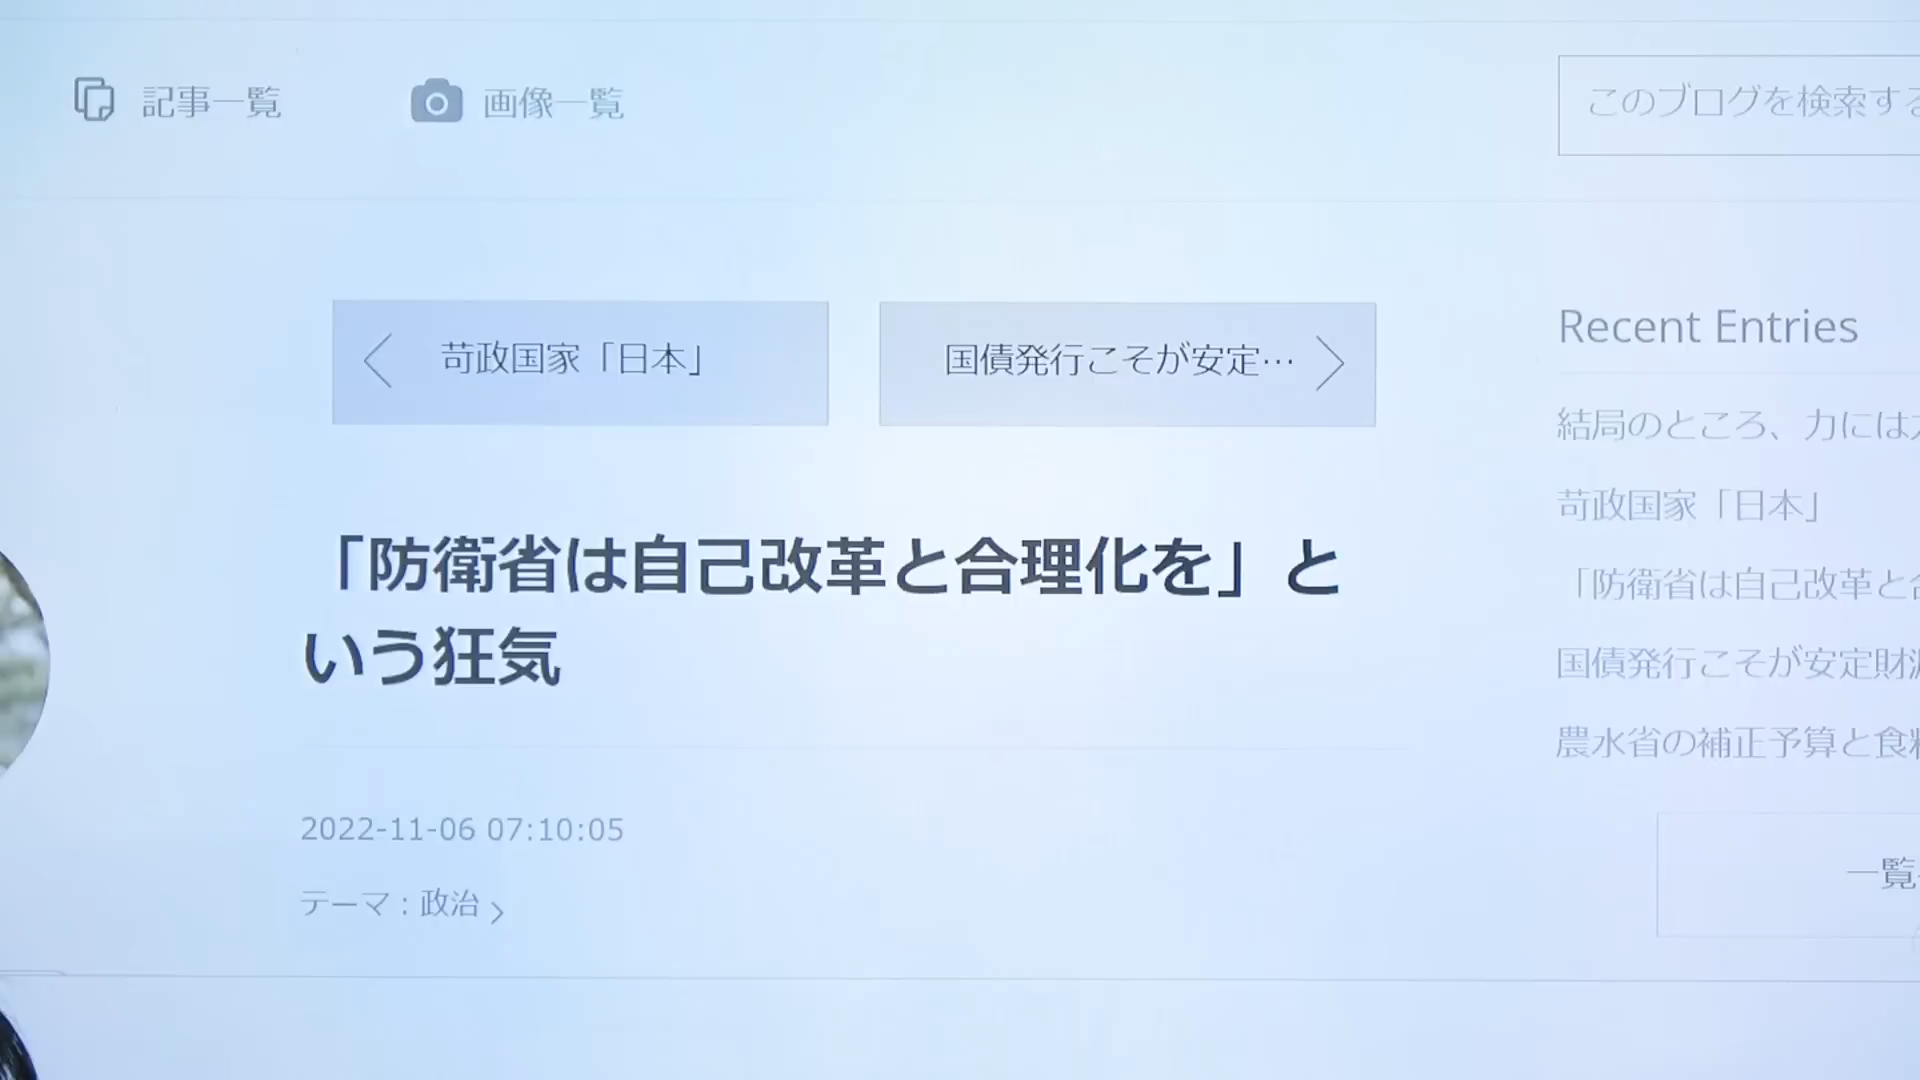 記事一覧
画像一覧
このブログを検索する
苛政国家「日本」
国債発行こそが安定…
「防衛省は自己改革と合理化を」と
いう狂気
2022-11-06 07:10:05
テーマ：政治
Recent Entries
結局のところ、力には
苛政国家「日本」
「防衛省は自己改革と
国債発行こそが安定財
農水省の補正予算と食
一覧